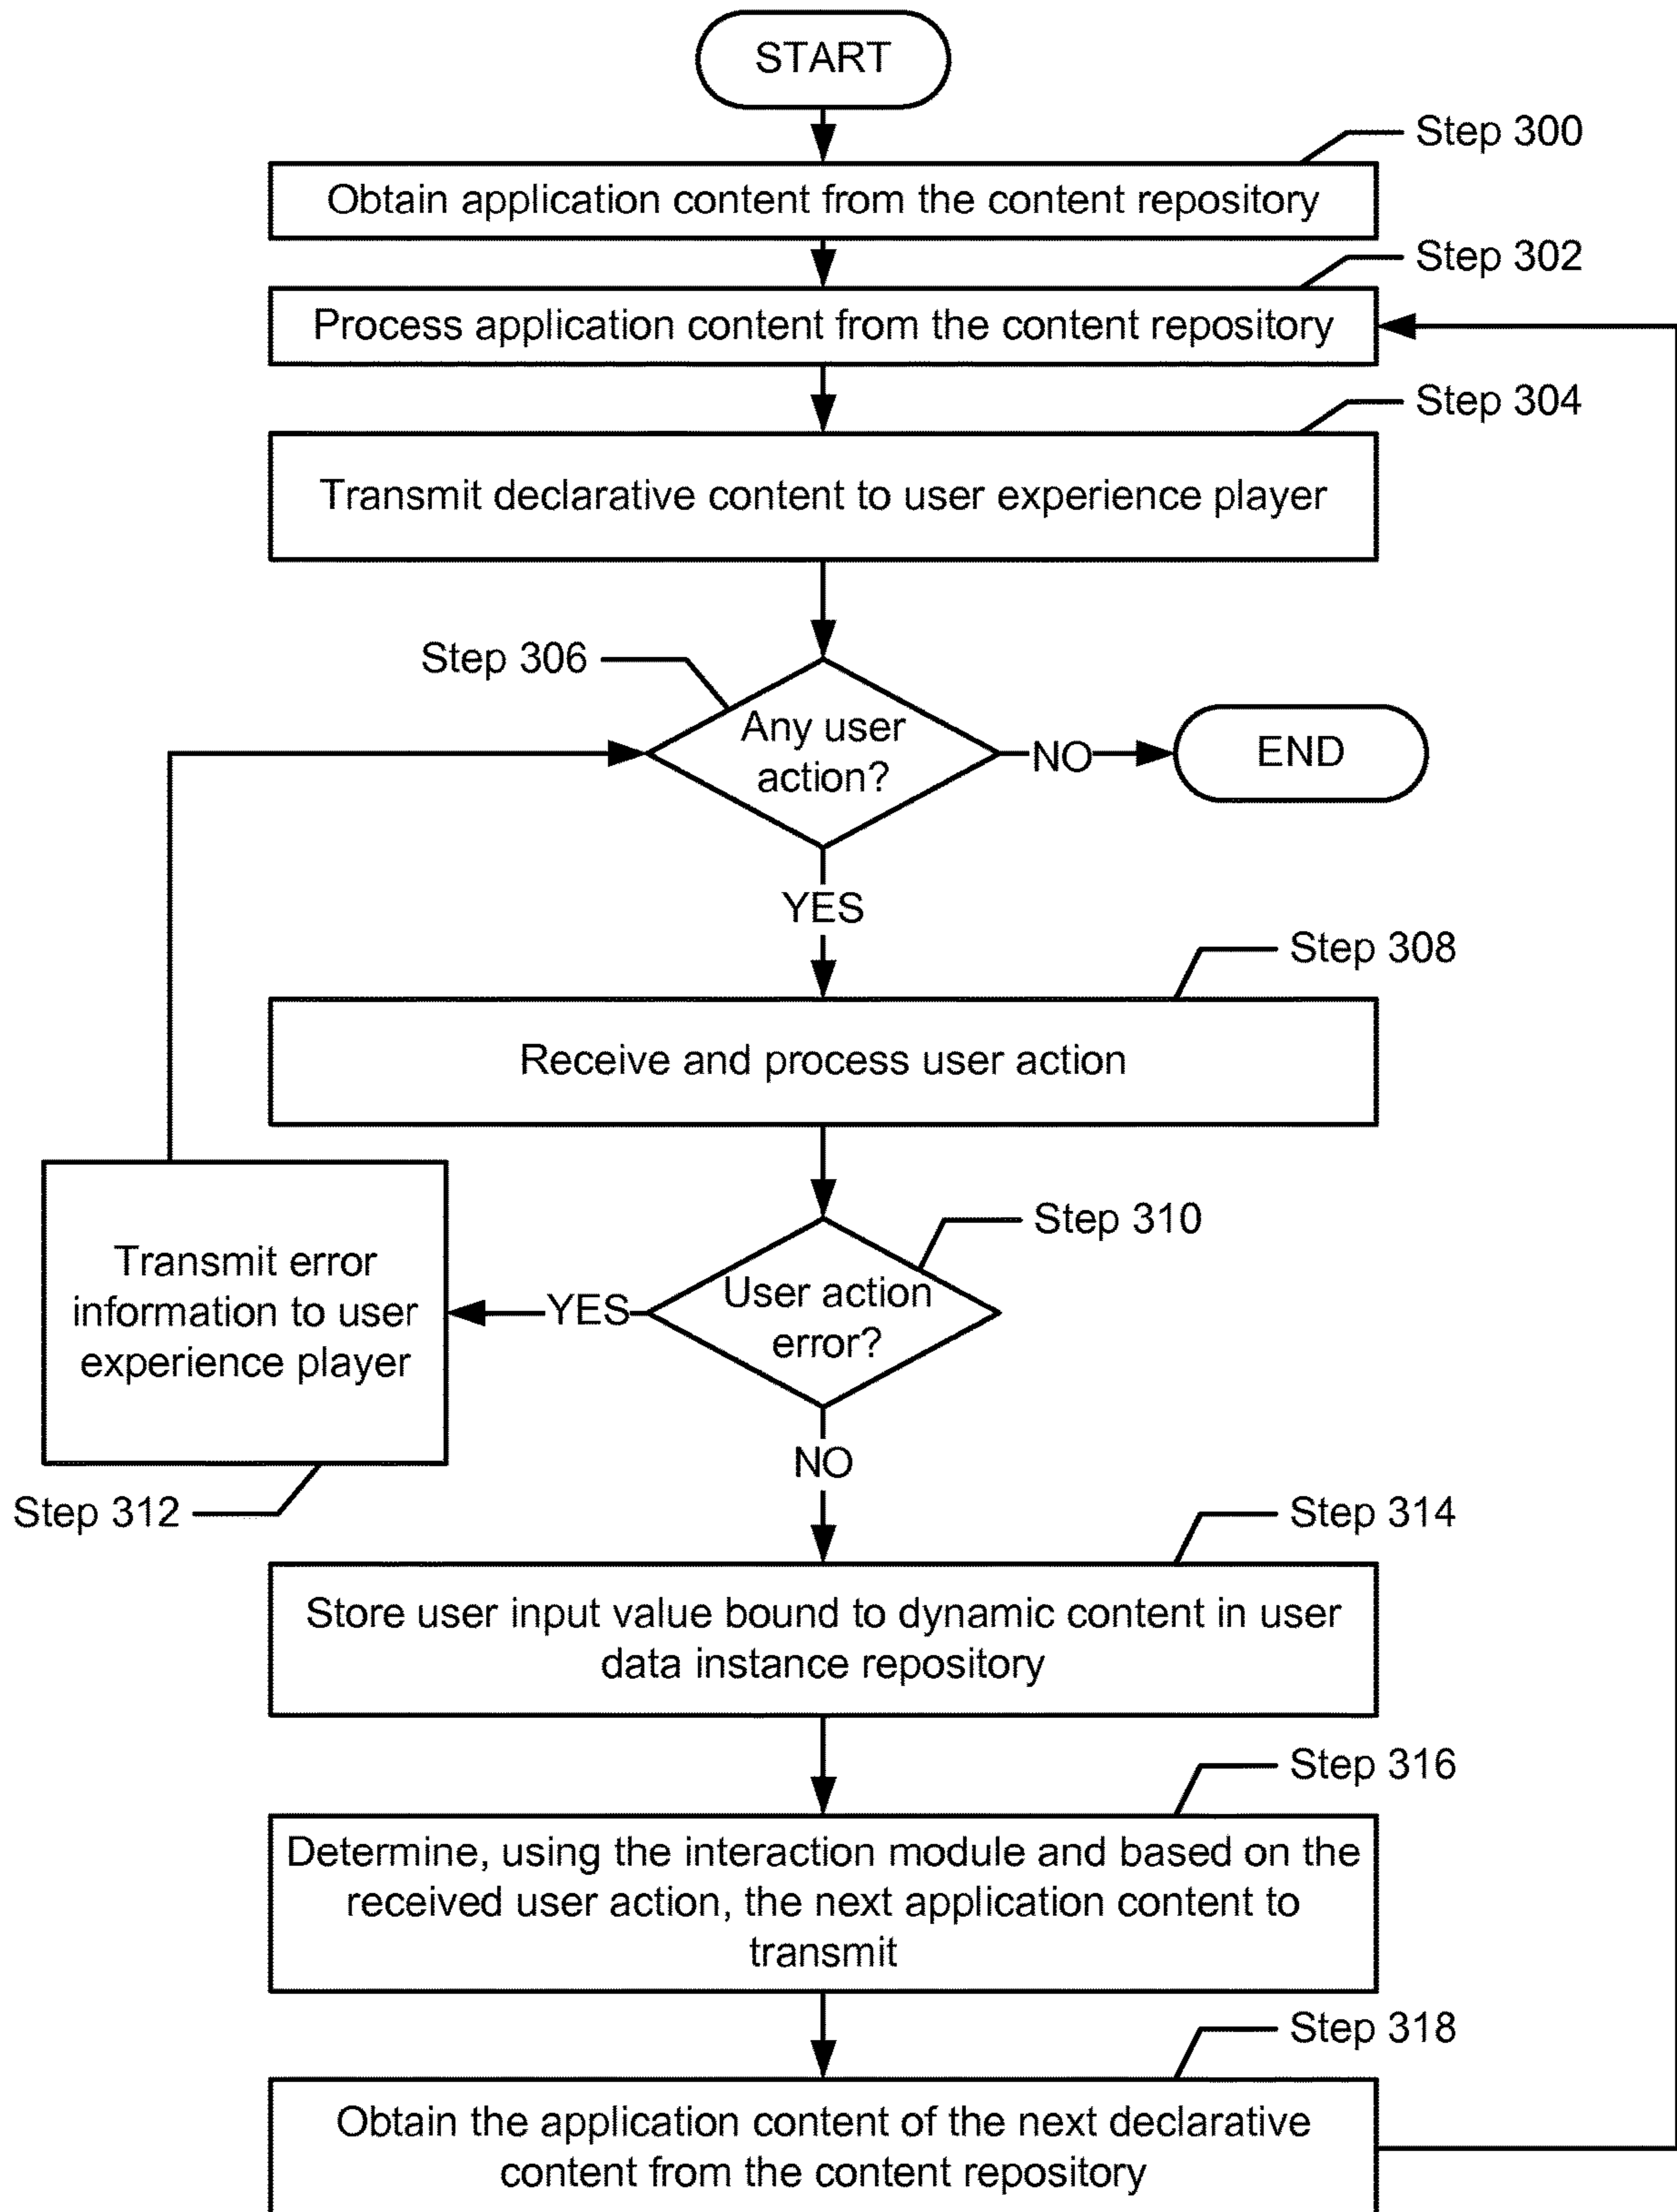 START
Step 300
Obtain application content from the content repository
Step 302
Process application content from the content repository
Step 304
Transmit declarative content to user experience player
Step 306
Any user
action?
NO
END
YES
Step 308
Receive and process user action
Step 310
User action
error?
YES
Transmit error
information to user
experience player
Step 312
NO
Step 314
Store user input value bound to dynamic content in user
data instance repository
Step 316
Determine, using the interaction module and based on the
received user action, the next application content to
transmit
Step 318
Obtain the application content of the next declarative
content from the content repository